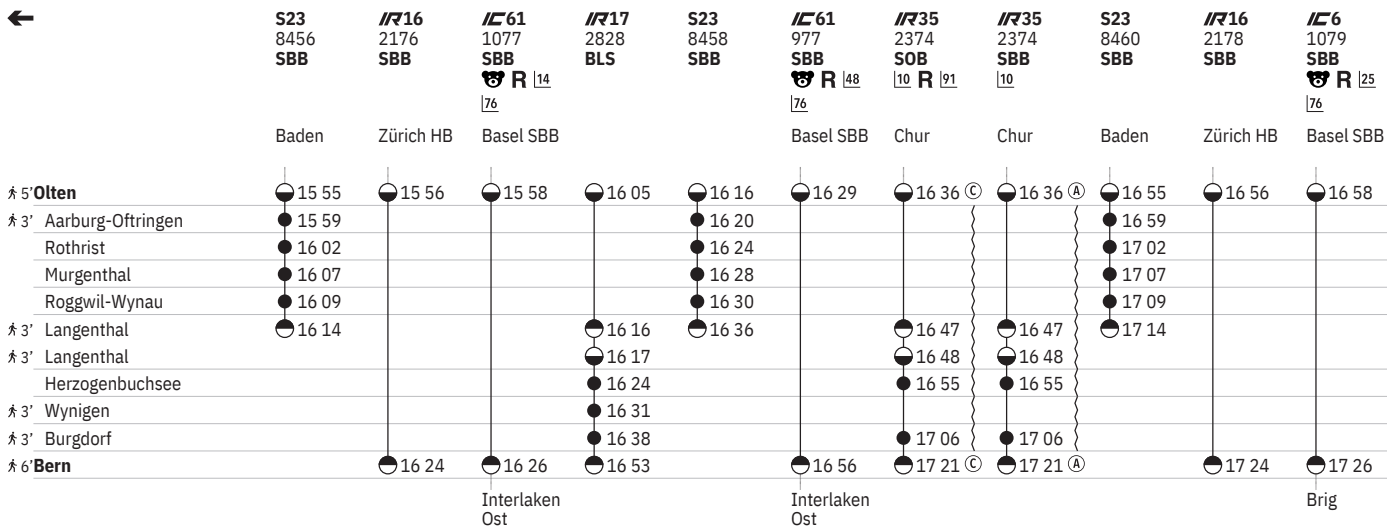 S23 IR16 IC61 IR17 S23 IC61 IR35 IR35 S23 IR16 IC6
8456 2176 1077 2828 8458 977 2374 2374 8460 2178 1079
SBB SBB SBB BLS SBB SBB SOB SBB SBB SBB SBB
R 14 R 48 10 R 91 10 R 25
76 76 76
Baden Zürich HB Basel SBB Basel SBB Chur Chur Baden Zürich HB Basel SBB
5' Olten 15 55 15 56 15 58 16 05 16 16 16 29 16 36 Ⓒ 16 36 Ⓐ 16 55 16 56 16 58
3' Aarburg-Oftringen 15 59 16 20 16 59
Rothrist 16 02 16 24 17 02
Murgenthal 16 07 16 28 17 07
Roggwil-Wynau 16 09 16 30 17 09
3' Langenthal 16 14 16 16 16 36 16 47 16 47 17 14
3' Langenthal 16 17 16 48 16 48
Herzogenbuchsee 16 24 16 55 16 55
3' Wynigen 16 31
3' Burgdorf 16 38 17 06 17 06
6' Bern 16 24 16 26 16 53 16 56 17 21 Ⓒ 17 21 Ⓐ 17 24 17 26
Interlaken Interlaken Brig
Ost Ost